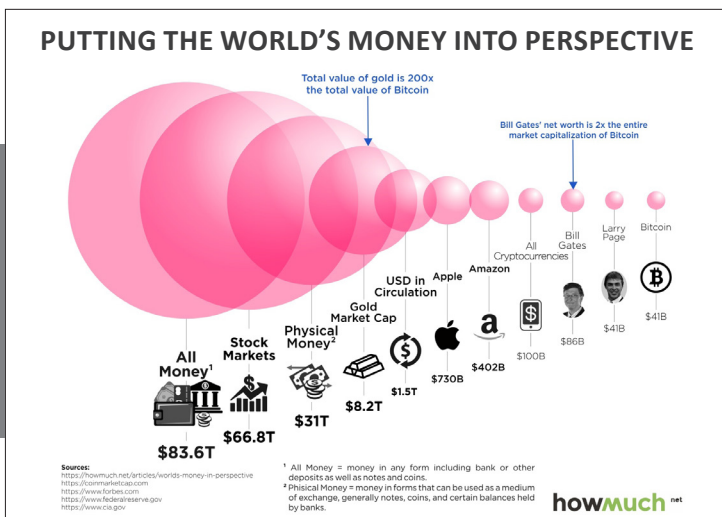 PUTTING THE WORLD'S MONEY INTO PERSPECTIVE
Total value of gold is 200x
the total value of Bitcoin
Bill Gates' net worth is 2x the entire
market capitalization of Bitcoin
All
Money¹
$83.6T
Stock
Markets
$66.8T
Physical
Money²
$31T
Gold
Market Cap
$8.2T
USD in
Circulation
$1.5T
Apple
$730B
Amazon
a
$402B
All
Cryptocurrencies
$100B
Bill
Gates
$86B
Larry
Page
$41B
Bitcoin
$41B
Sources:
https://howmuch.net/articles/worlds-money-in-perspective
https://coinmarketcap.com
https://www.forbes.com
https://www.federalreserve.gov
https://www.cia.gov
¹ All Money = money in any form including bank or other
deposits as well as notes and coins.
² Phisical Money = money in forms that can be used as a medium
of exchange, generally notes, coins, and certain balances held
by banks.
howmuch net